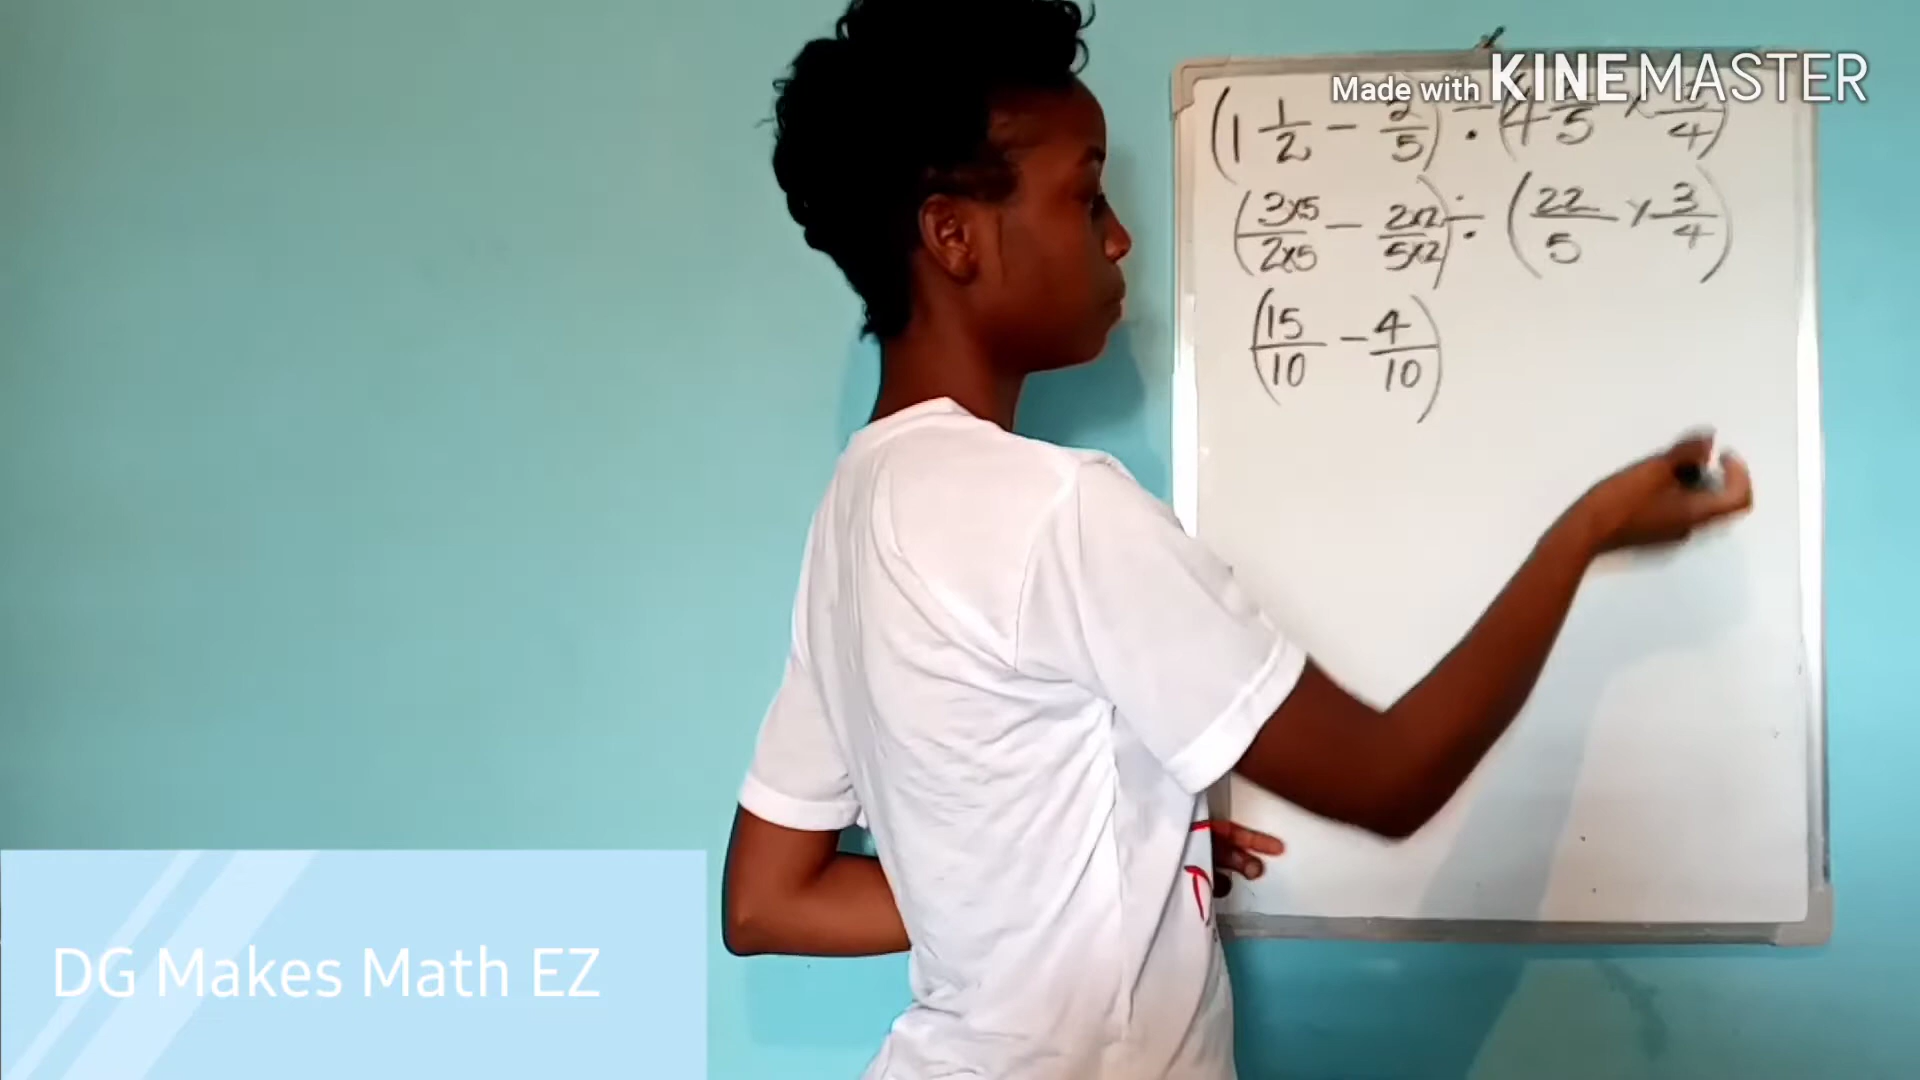 Made with KINEMASTER
(1 1/2 - 2/5) ÷ (4 2/5 × 3/4)
(3×5/2×5 - 2×2/5×2) ÷ (22/5 × 3/4)
(15/10 - 4/10)
DG Makes Math EZ